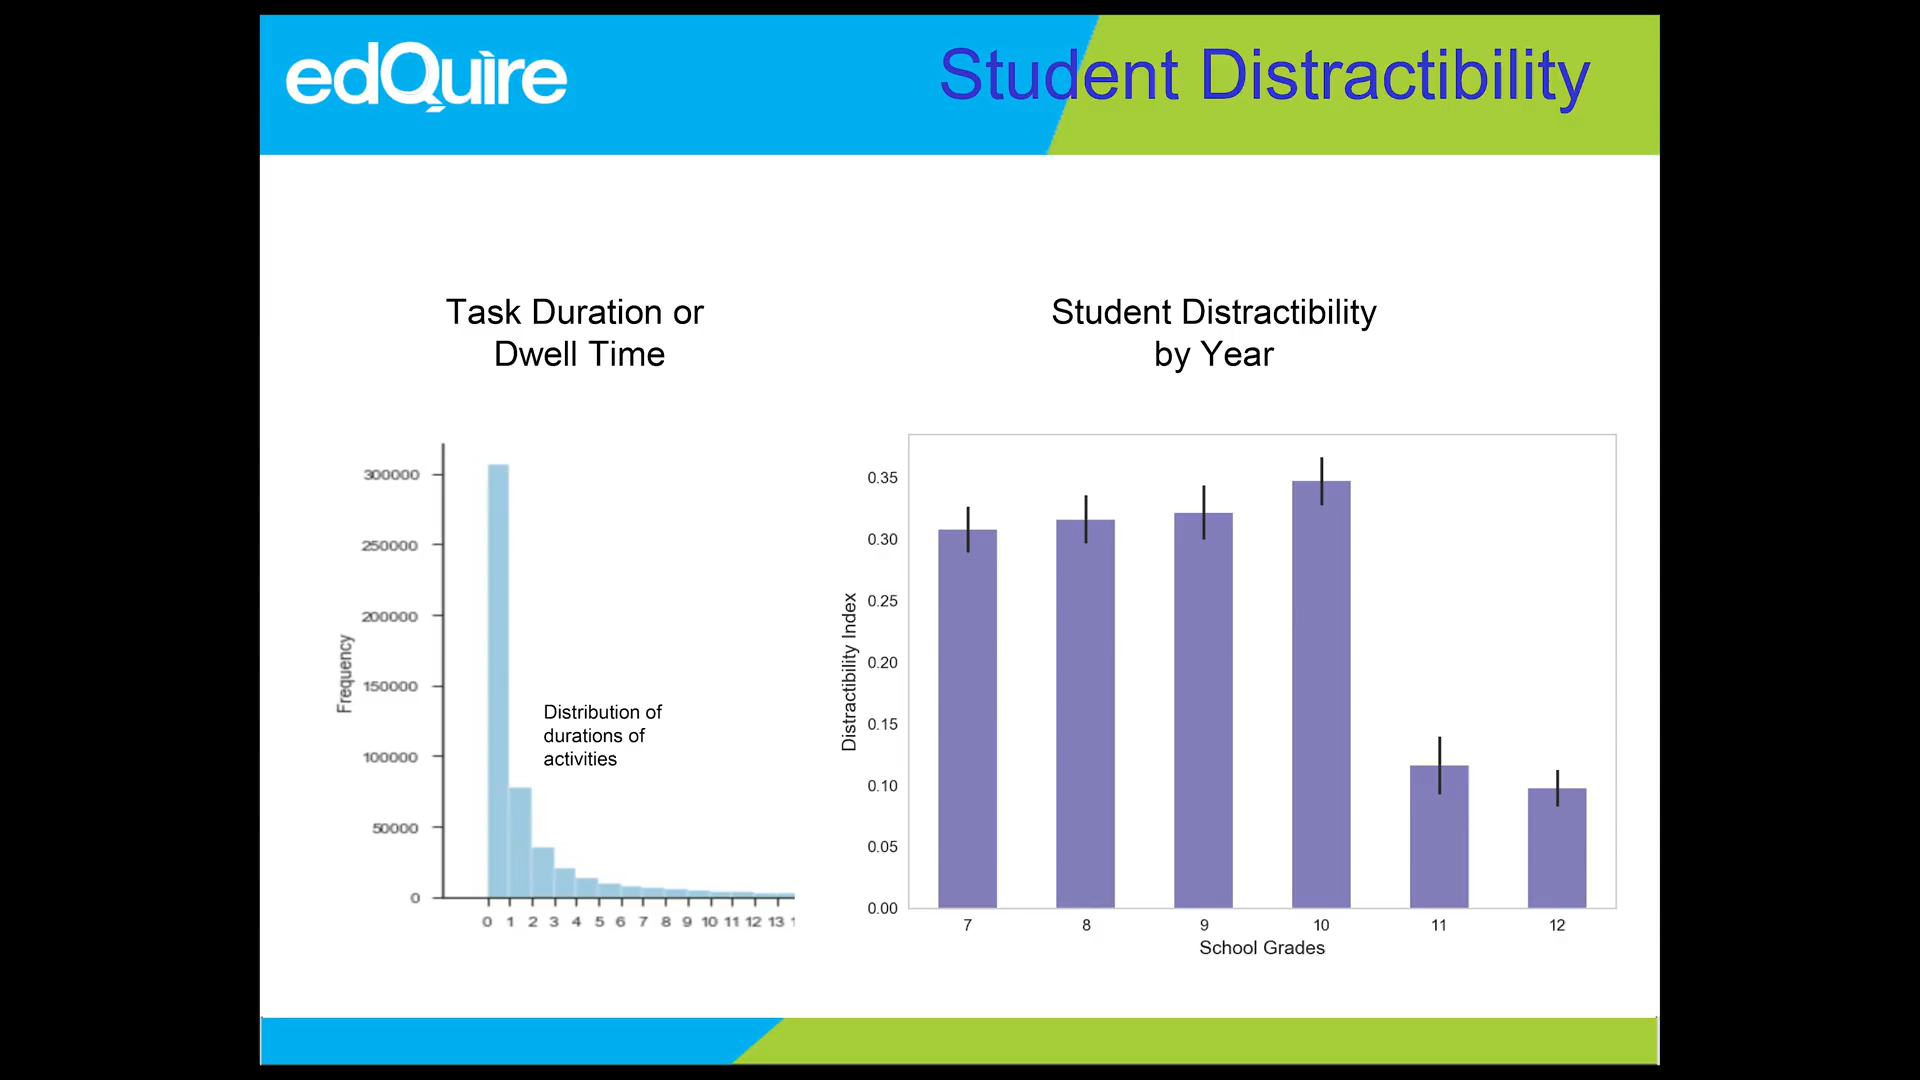 edQuìre
Student Distractibility
Task Duration or
Dwell Time
Student Distractibility
by Year
300000
250000
200000
150000
100000
50000
0
Frequency
Distribution of
durations of
activities
0 1 2 3 4 5 6 7 8 9 10 11 12 13
0.35
0.30
0.25
0.20
0.15
0.10
0.05
0.00
Distractibility Index
7 8 9 10 11 12
School Grades